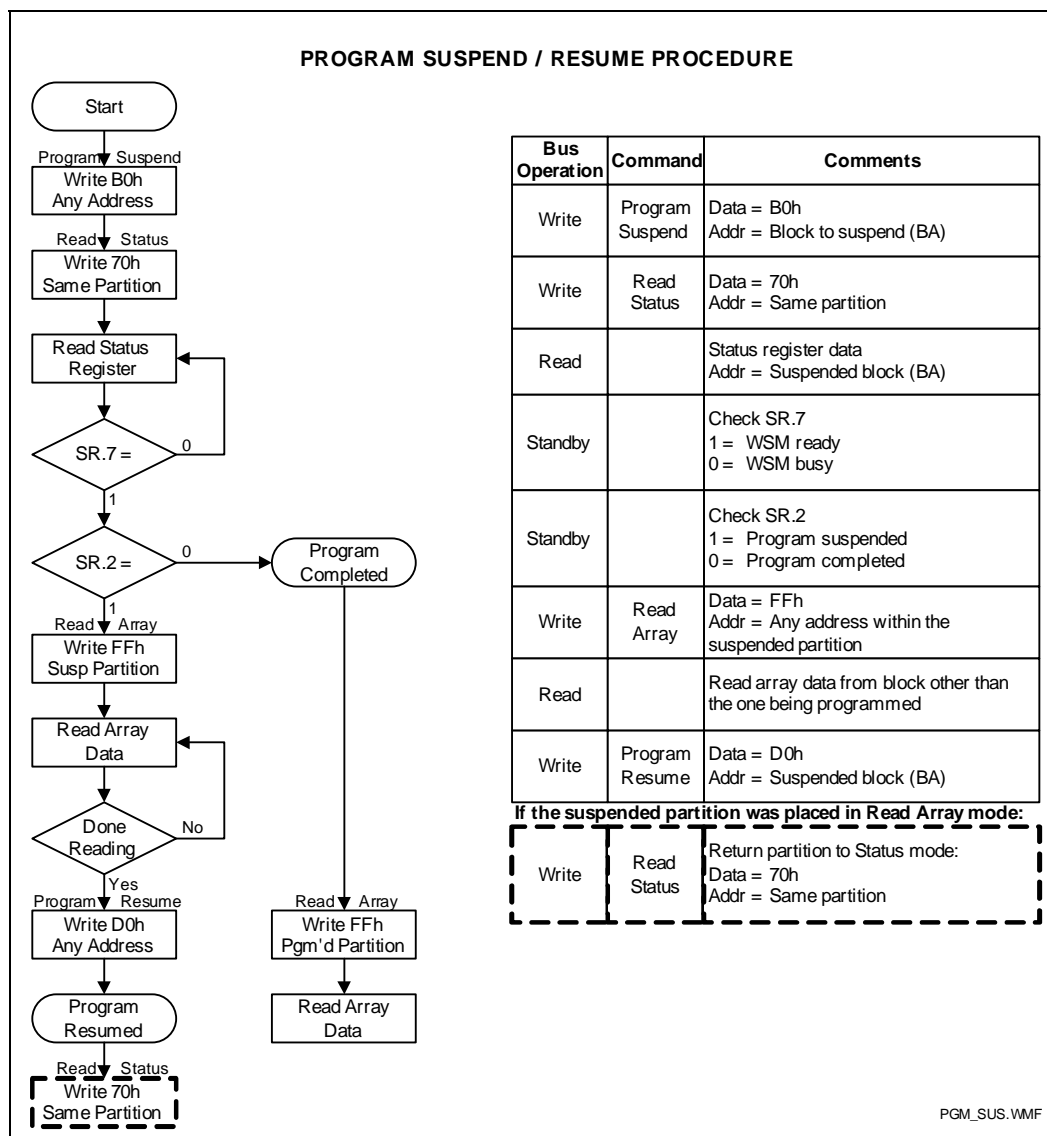 PROGRAM SUSPEND / RESUME PROCEDURE
Start
Program Suspend
Write B0h
Any Address
Read Status
Write 70h
Same Partition
Read Status
Register
SR.7 =
0
1
SR.2 =
0
1
Program
Completed
Read Array
Write FFh
Susp Partition
Read Array
Data
Done
Reading
No
Yes
Program Resume
Write D0h
Any Address
Program
Resumed
Read Status
Write 70h
Same Partition
Read Array
Write FFh
Pgm'd Partition
Read Array
Data
Bus
Operation
Command
Comments
Write
Program
Suspend
Data = B0h
Addr = Block to suspend (BA)
Write
Read
Status
Data = 70h
Addr = Same partition
Read
Status register data
Addr = Suspended block (BA)
Standby
Check SR.7
1 = WSM ready
0 = WSM busy
Standby
Check SR.2
1 = Program suspended
0 = Program completed
Write
Read
Array
Data = FFh
Addr = Any address within the
suspended partition
Read
Read array data from block other than
the one being programmed
Write
Program
Resume
Data = D0h
Addr = Suspended block (BA)
If the suspended partition was placed in Read Array mode:
Write
Read
Status
Return partition to Status mode:
Data = 70h
Addr = Same partition
PGM_SUS.WMF